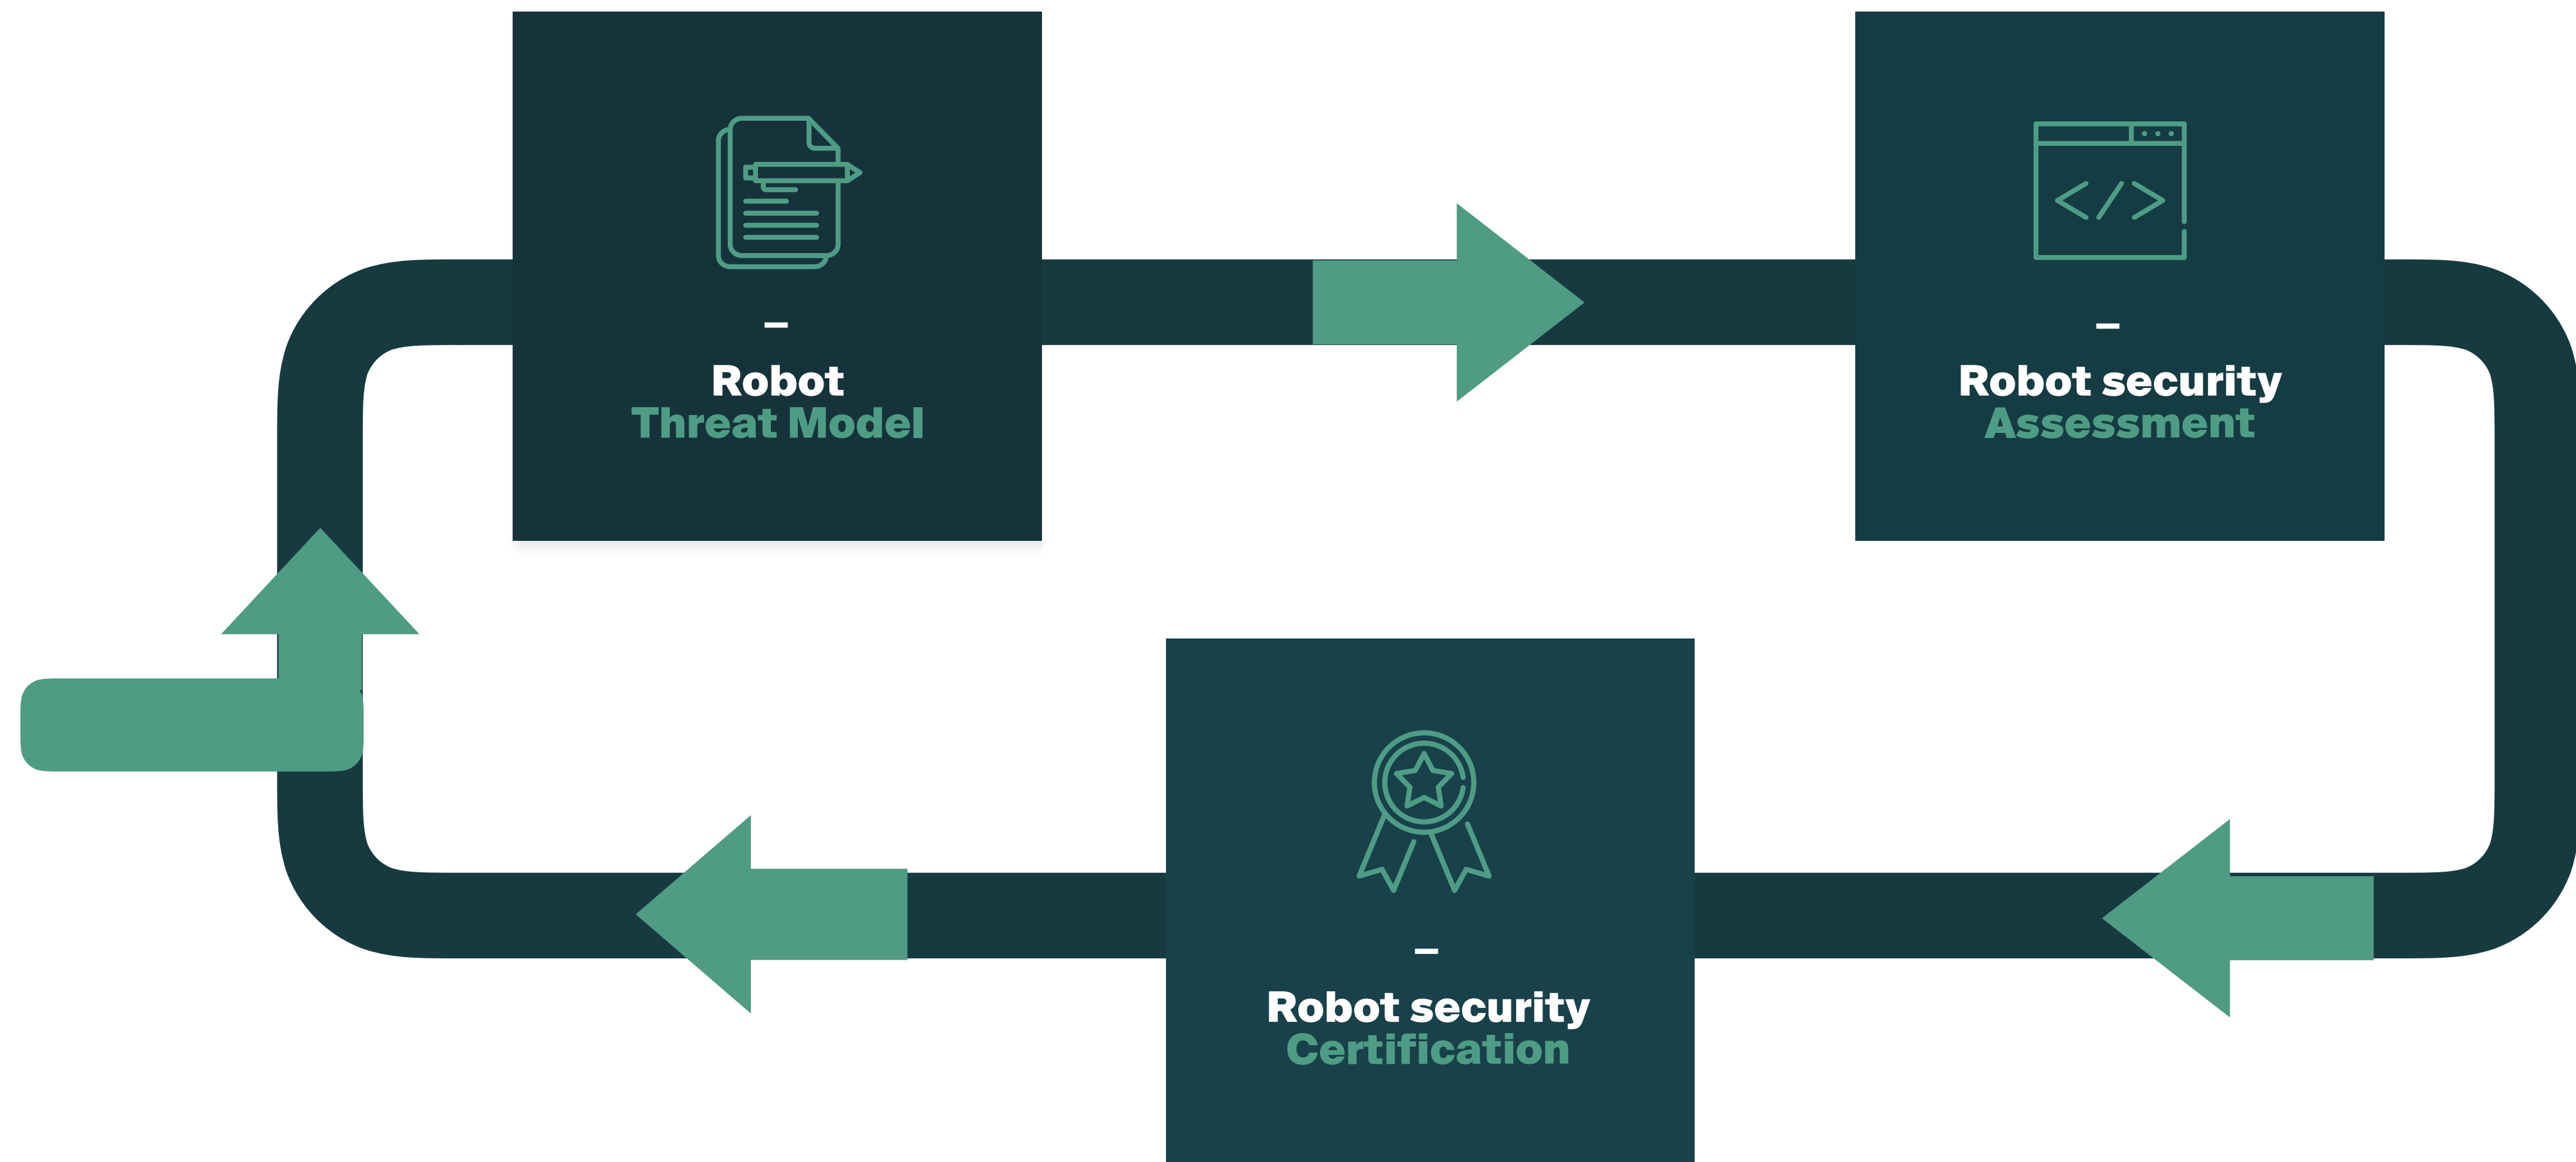 Robot
Threat Model
Robot security
Assessment
Robot security
Certification